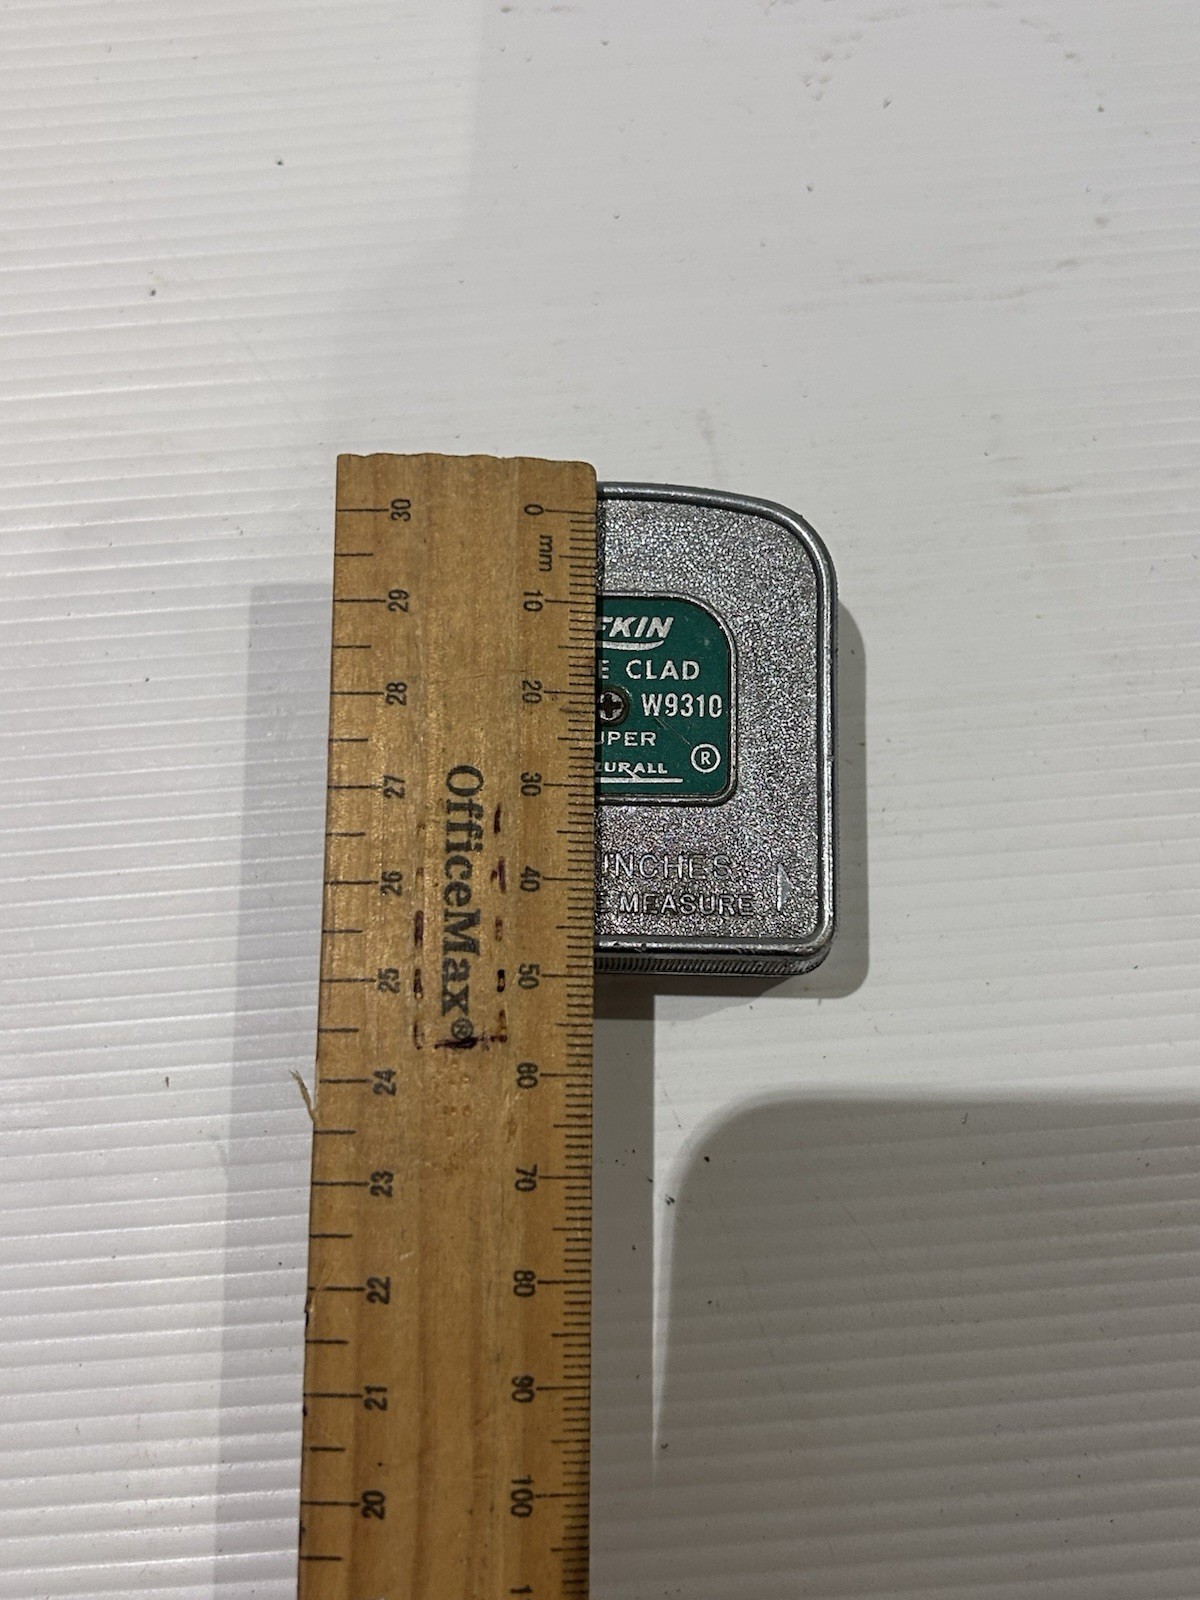 30 29 28 27 26 25 24 23 22 21 20
OfficeMax®
0 mm 10 20 30 40 50 60 70 80 90 100
FKIN
E CLAD
W9310
UPER
ZURALL ®
INCHES
E MEASURE